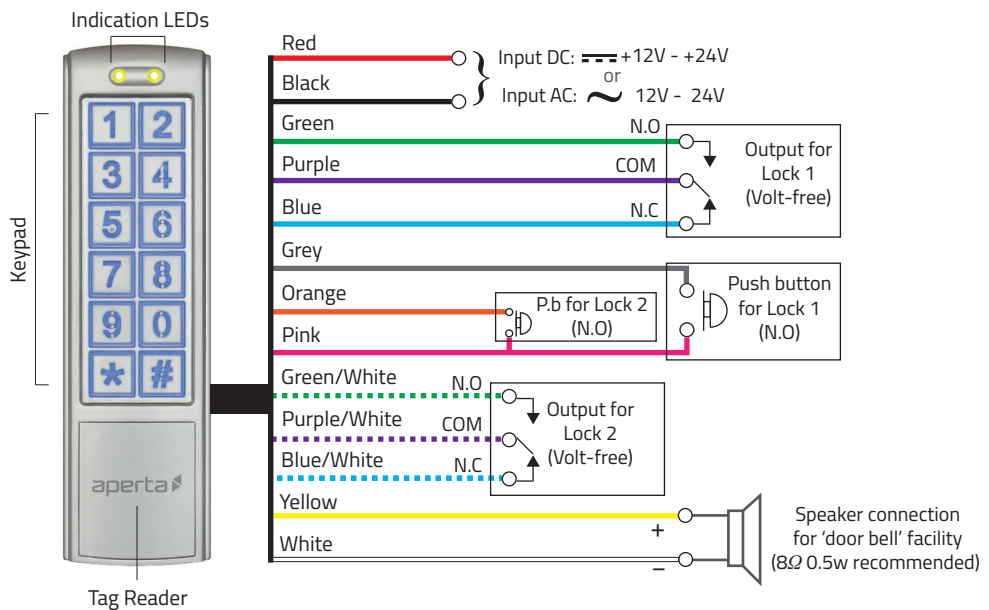 Indication LEDs
Keypad
1 2
3 4
5 6
7 8
9 0
* #
aperta
Tag Reader
Red
Input DC: +12V - +24V
or
Black
Input AC: 12V - 24V
Green
N.O
Purple
COM
Blue
N.C
Output for
Lock 1
(Volt-free)
Grey
Orange
Pink
P.b for Lock 2
(N.O)
Push button
for Lock 1
(N.O)
Green/White
N.O
Purple/White
COM
Blue/White
N.C
Output for
Lock 2
(Volt-free)
Yellow
+
White
–
Speaker connection
for ‘door bell’ facility
(8Ω 0.5w recommended)